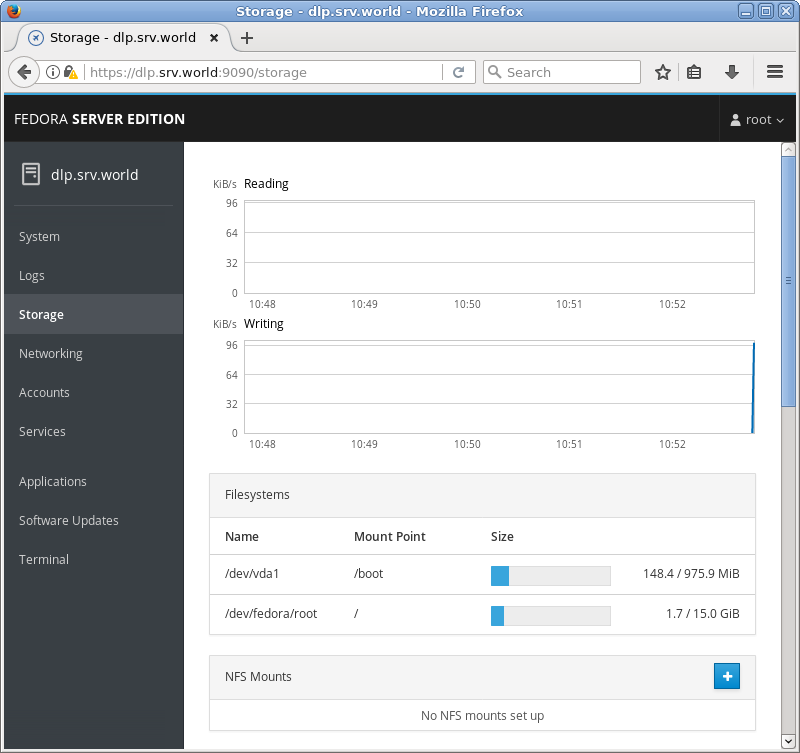 Storage - dlp.srv.world - Mozilla Firefox
Storage - dlp.srv.world
https://dlp.srv.world:9090/storage
Search
FEDORA SERVER EDITION
root
dlp.srv.world
System
Logs
Storage
Networking
Accounts
Services
Applications
Software Updates
Terminal
KiB/s Reading
96
64
32
0
10:48 10:49 10:50 10:51 10:52
KiB/s Writing
96
64
32
0
10:48 10:49 10:50 10:51 10:52
Filesystems
Name Mount Point Size
/dev/vda1 /boot 148.4 / 975.9 MiB
/dev/fedora/root / 1.7 / 15.0 GiB
NFS Mounts
No NFS mounts set up